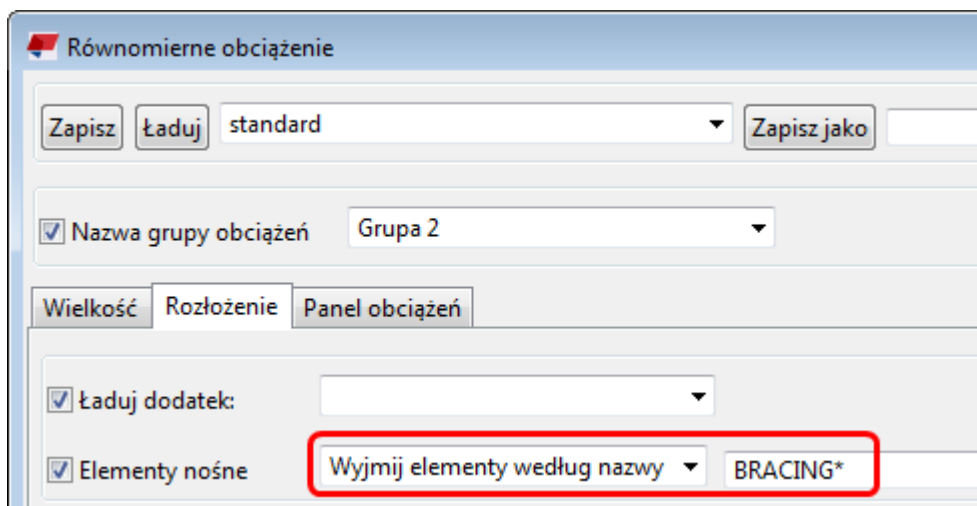 Równomierne obciążenie
Zapisz Ładuj standard Zapisz jako
Nazwa grupy obciążeń Grupa 2
Wielkość Rozłożenie Panel obciążeń
Ładuj dodatek:
Elementy nośne Wyjmij elementy według nazwy BRACING*